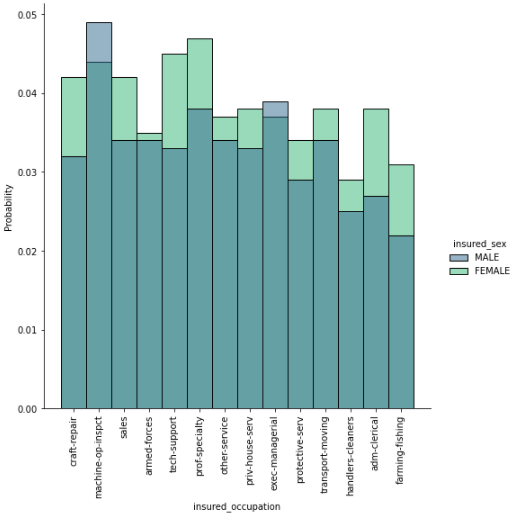 0.05
0.04
0.03
0.02
0.01
0.00
Probability
craft-repair
machine-op-inspct
sales
armed-forces
tech-support
prof-specialty
other-service
priv-house-serv
exec-managerial
protective-serv
transport-moving
handlers-cleaners
adm-clerical
farming-fishing
insured_occupation
insured_sex
MALE
FEMALE